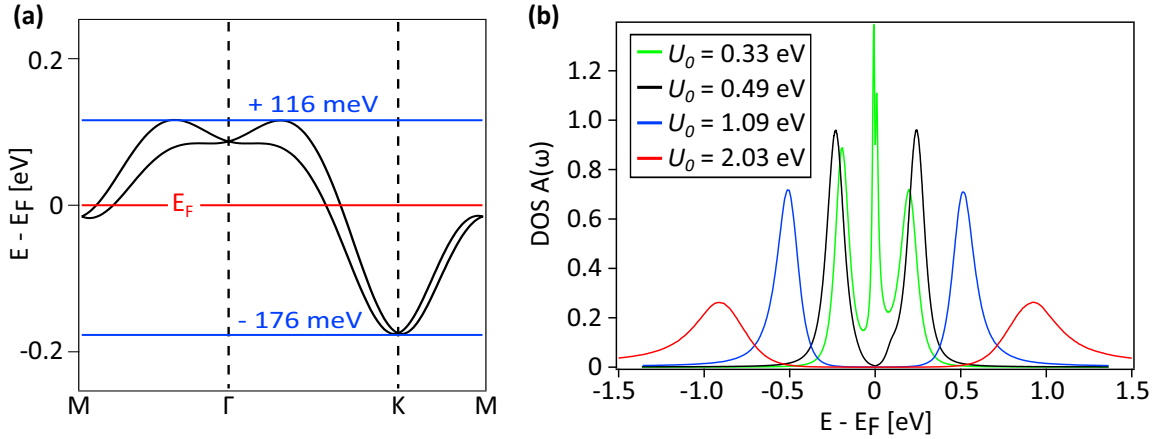 (a)
E - E_F [eV]
0.2
0
-0.2
+ 116 meV
E_F
- 176 meV
M
Γ
K
M
(b)
DOS A(ω)
1.2
1.0
0.8
0.6
0.4
0.2
0
U_0 = 0.33 eV
U_0 = 0.49 eV
U_0 = 1.09 eV
U_0 = 2.03 eV
-1.5
-1.0
-0.5
0
0.5
1.0
1.5
E - E_F [eV]